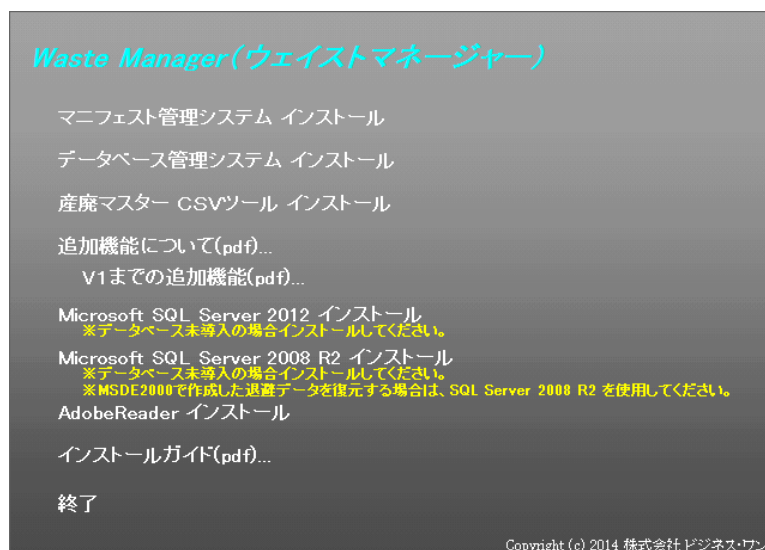 Waste Manager(ウェイストマネージャー)
マニフェスト管理システム インストール
データベース管理システム インストール
産廃マスター CSVツール インストール
追加機能について(pdf)...
V1までの追加機能(pdf)...
Microsoft SQL Server 2012 インストール
※データベース未導入の場合インストールしてください。
Microsoft SQL Server 2008 R2 インストール
※データベース未導入の場合インストールしてください。
※MSDE2000で作成した退避データを復元する場合は、SQL Server 2008 R2 を使用してください。
AdobeReader インストール
インストールガイド(pdf)...
終了
Copyright (c) 2014 株式会社 ビジネス・ワン